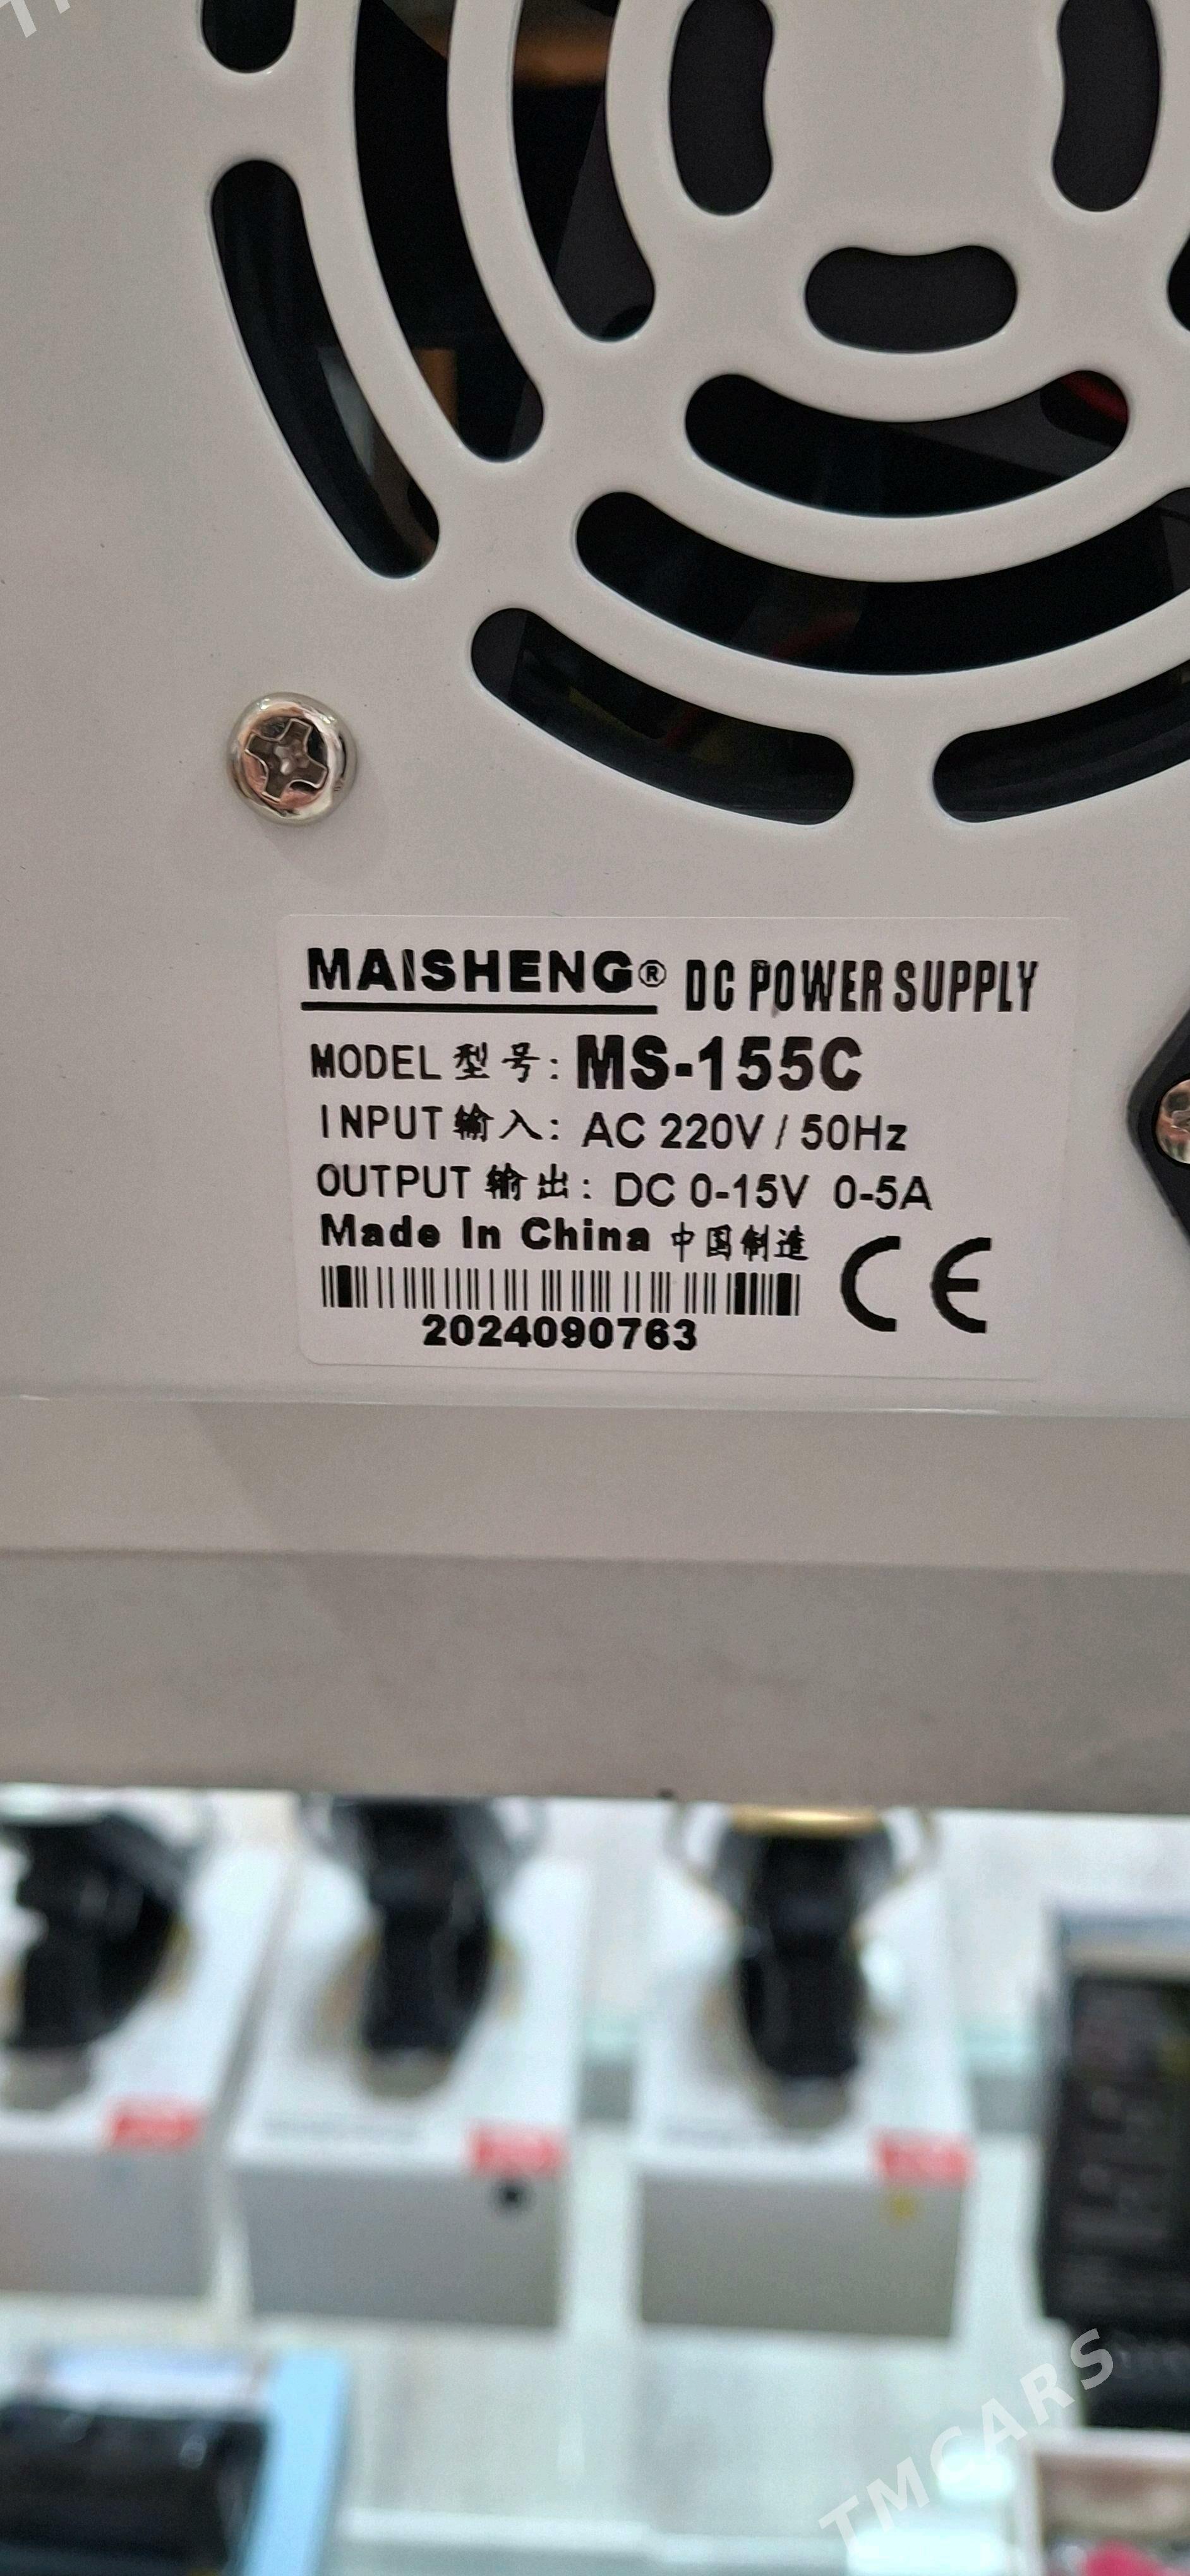 MAISHENG® DC POWER SUPPLY
MODEL 型号: MS-155C
INPUT 输入: AC 220V / 50Hz
OUTPUT 输出: DC 0-15V 0-5A
Made In China 中国制造
CE
2024090763
TMCARS